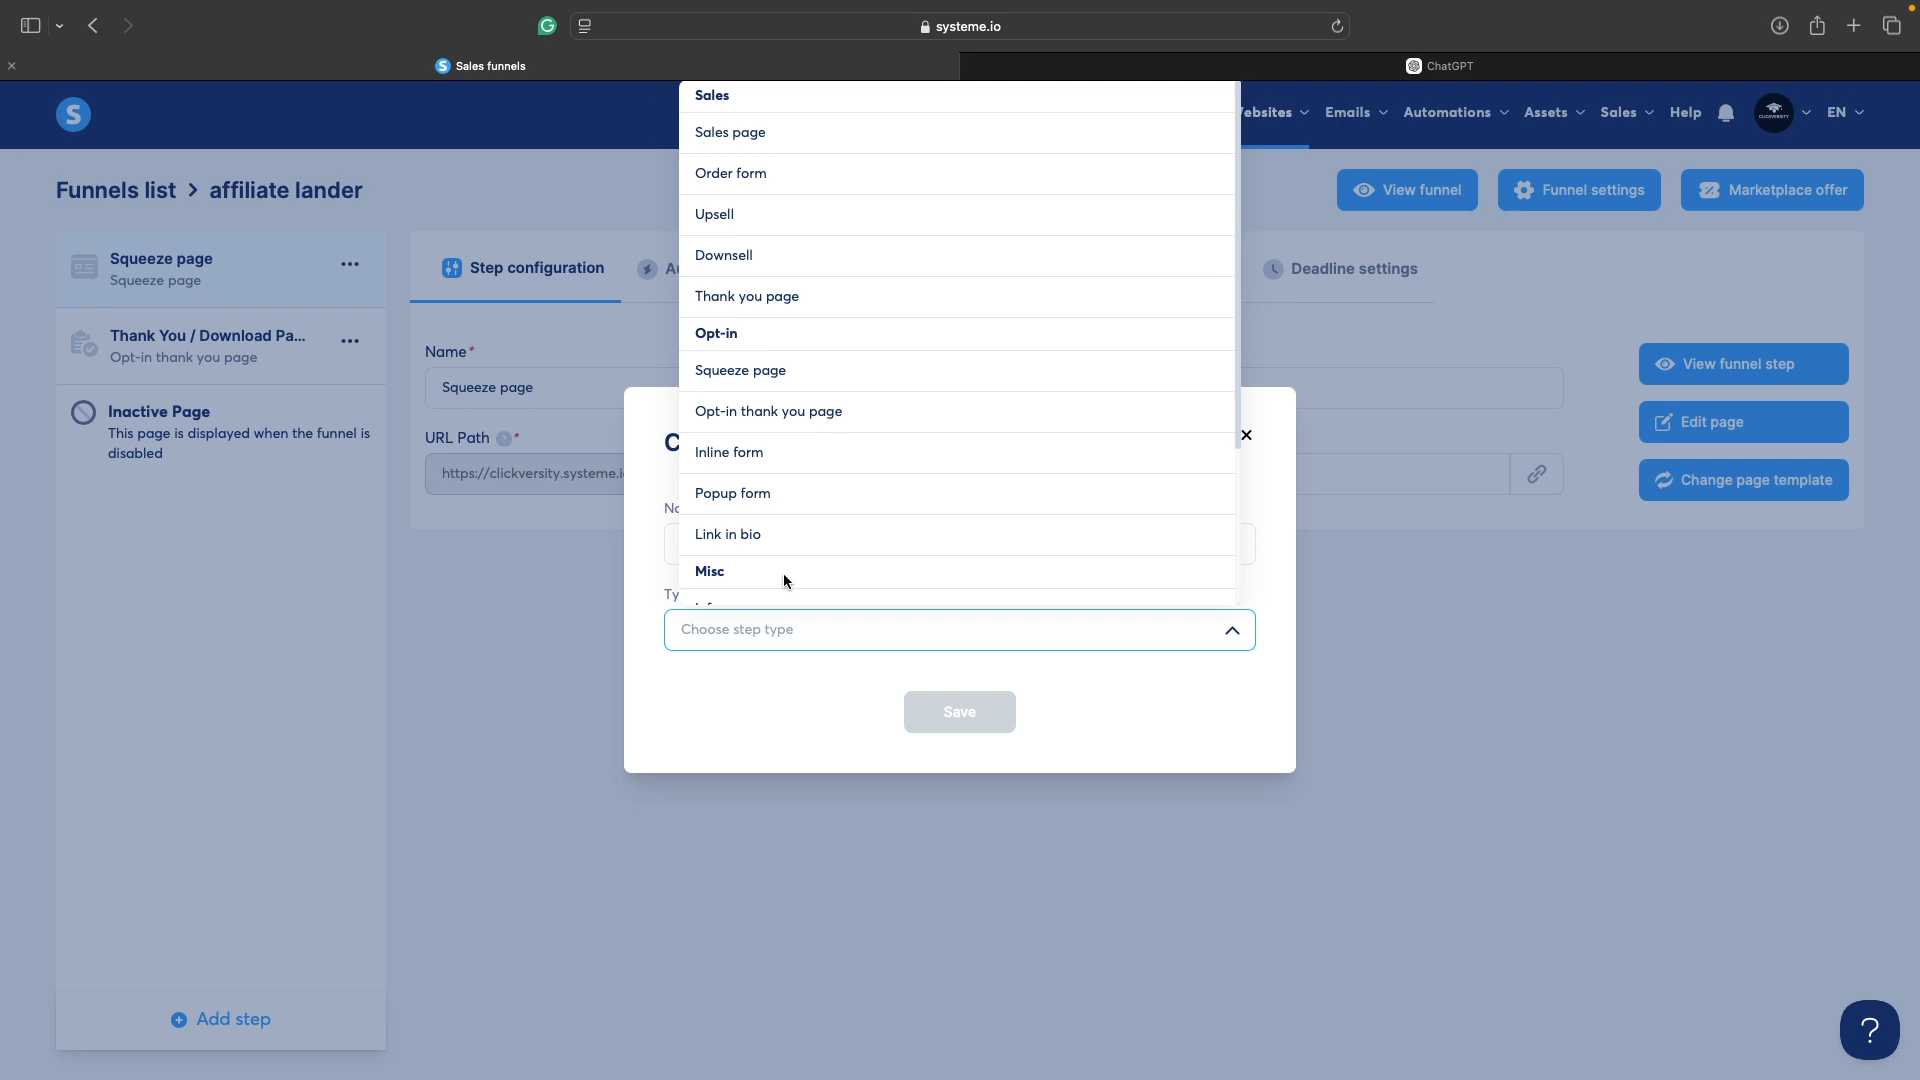 systeme.io
Sales funnels
ChatGPT
Emails
Automations
Assets
Sales
Help
EN
Funnels list > affiliate lander
View funnel
Funnel settings
Marketplace offer
Squeeze page
Squeeze page
Thank You / Download Pa...
Opt-in thank you page
Inactive Page
This page is displayed when the funnel is
disabled
Add step
Step configuration
Deadline settings
Name*
Squeeze page
URL Path ? *
https://clickversity.systeme.i
View funnel step
Edit page
Change page template
Sales
Sales page
Order form
Upsell
Downsell
Thank you page
Opt-in
Squeeze page
Opt-in thank you page
Inline form
Popup form
Link in bio
Misc
Choose step type
Save